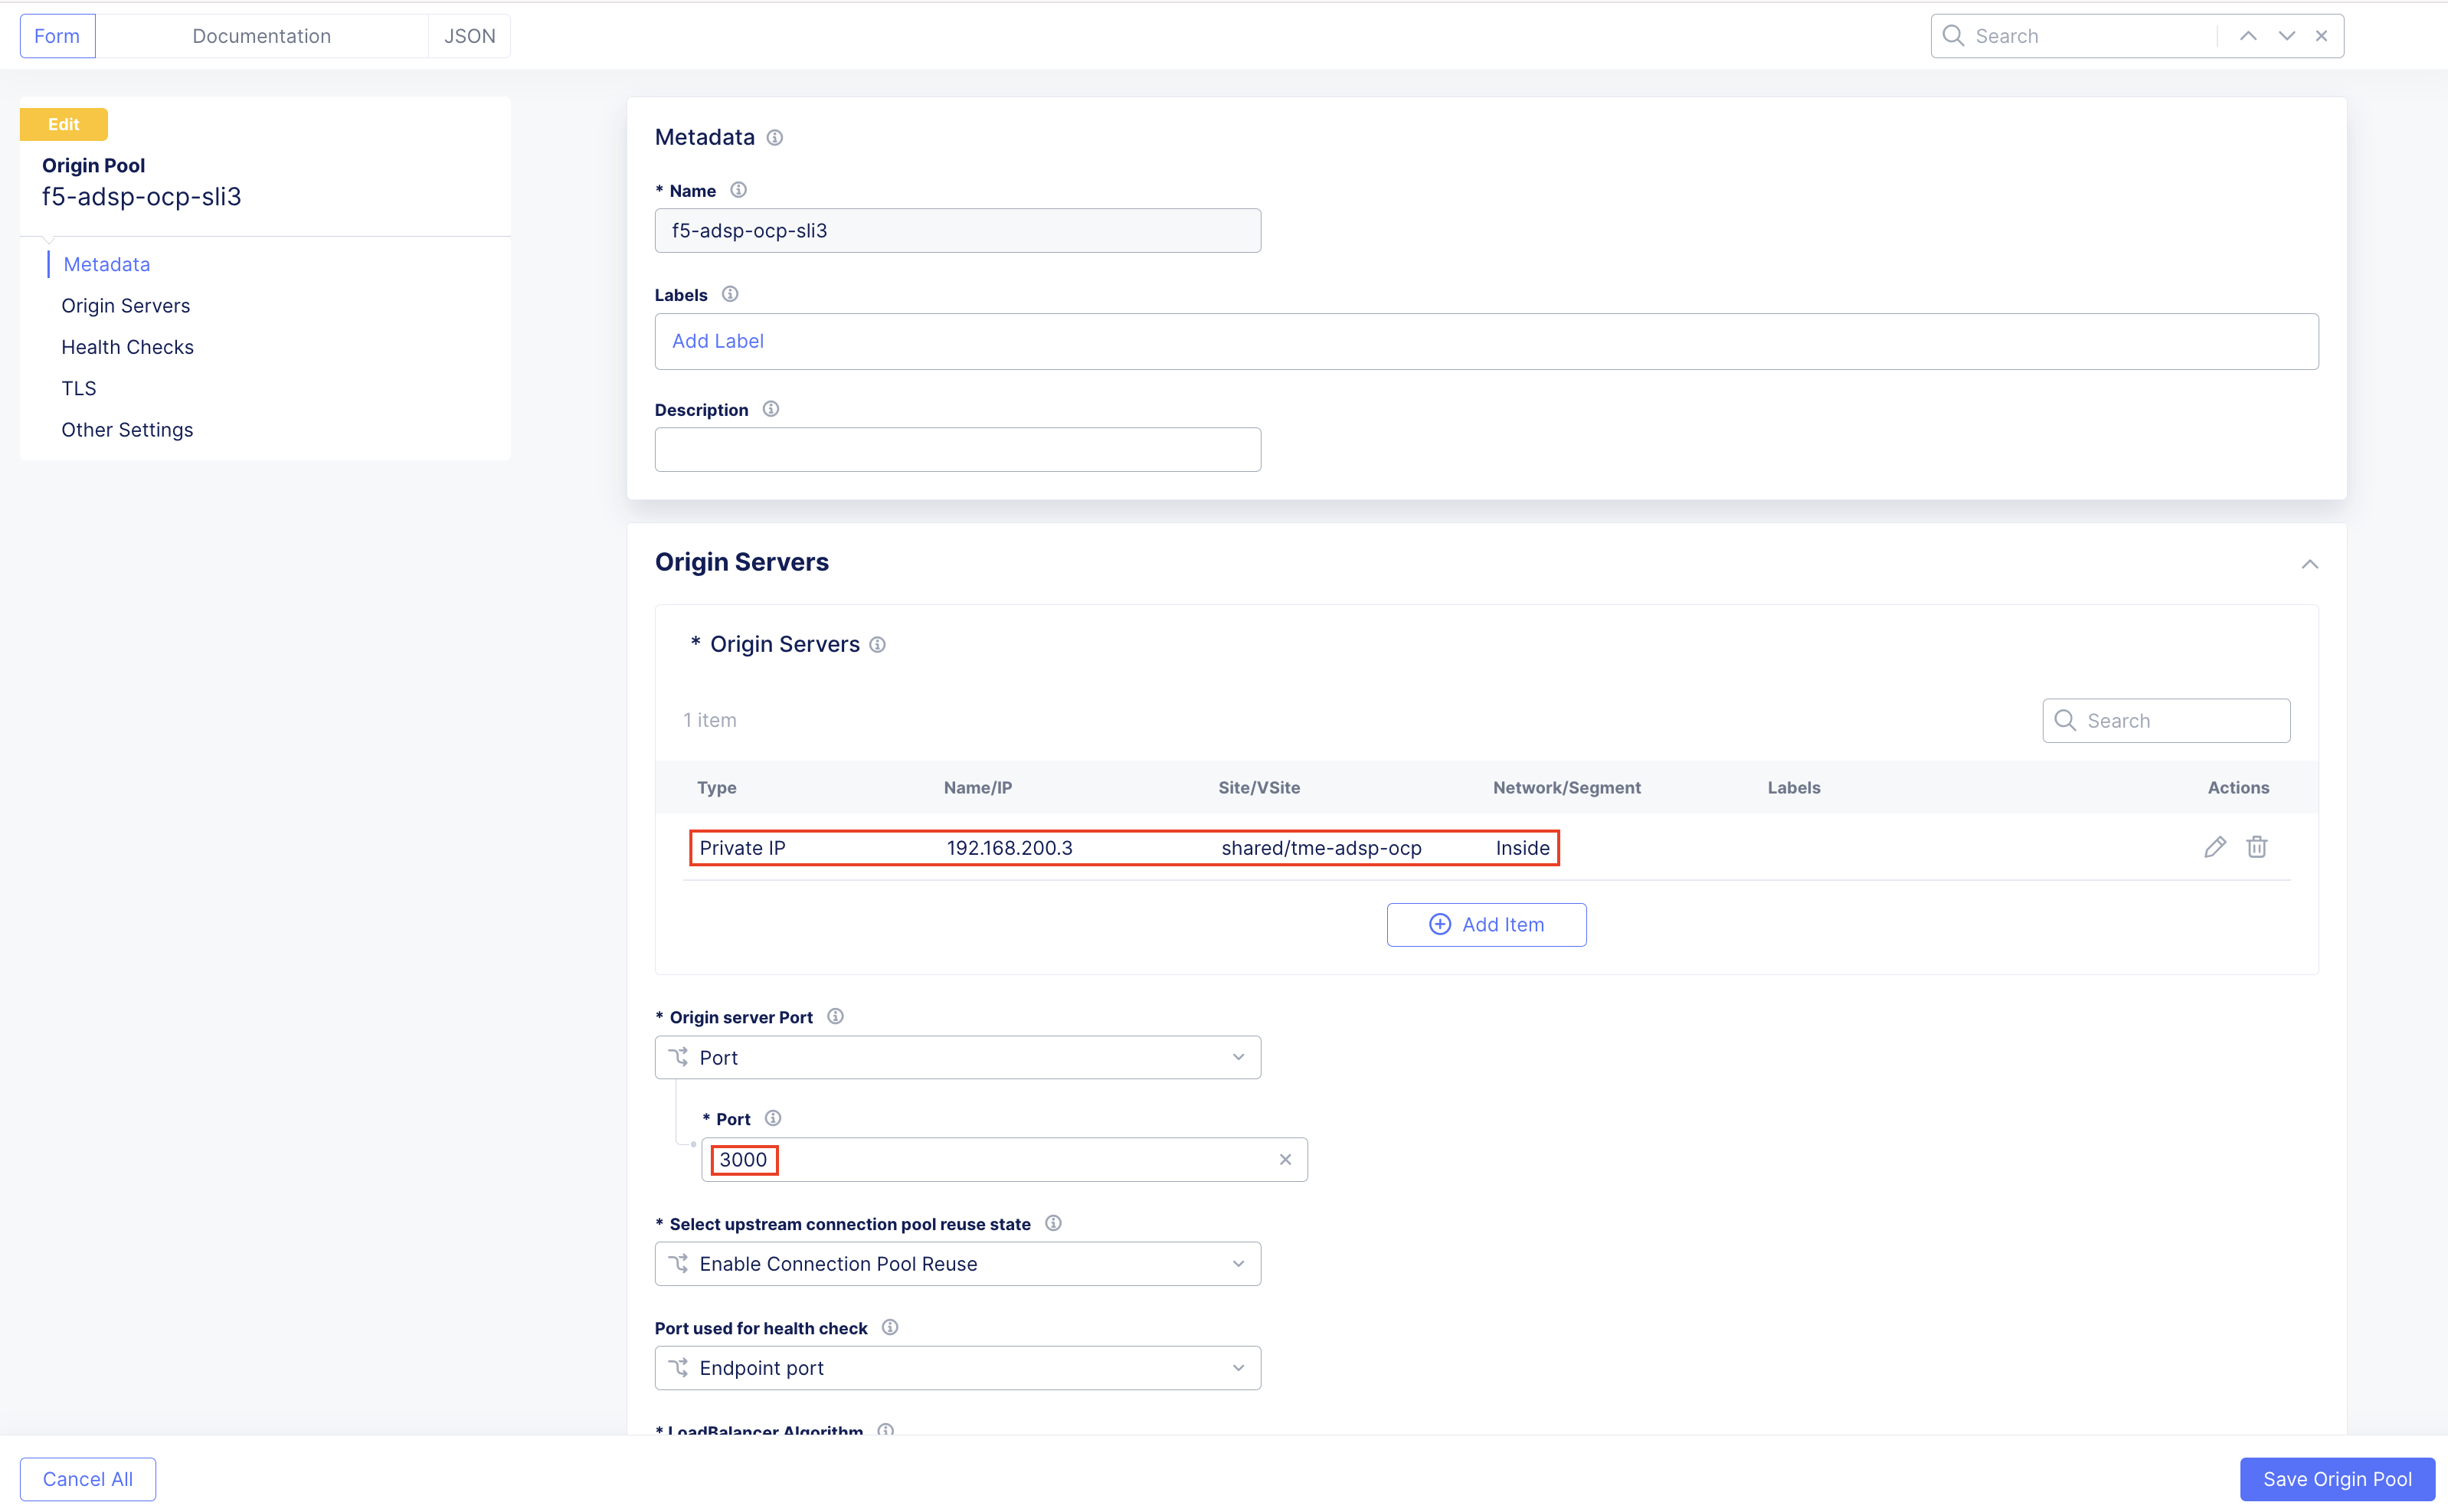 Form Documentation JSON Search
Edit
Origin Pool
f5-adsp-ocp-sli3
Metadata
Origin Servers
Health Checks
TLS
Other Settings
Metadata
* Name
f5-adsp-ocp-sli3
Labels
Add Label
Description
Origin Servers
* Origin Servers
1 item Search
Type Name/IP Site/VSite Network/Segment Labels Actions
Private IP 192.168.200.3 shared/tme-adsp-ocp Inside
Add Item
* Origin server Port
Port
* Port
3000
* Select upstream connection pool reuse state
Enable Connection Pool Reuse
Port used for health check
Endpoint port
* LoadBalancer Algorithm
Cancel All Save Origin Pool